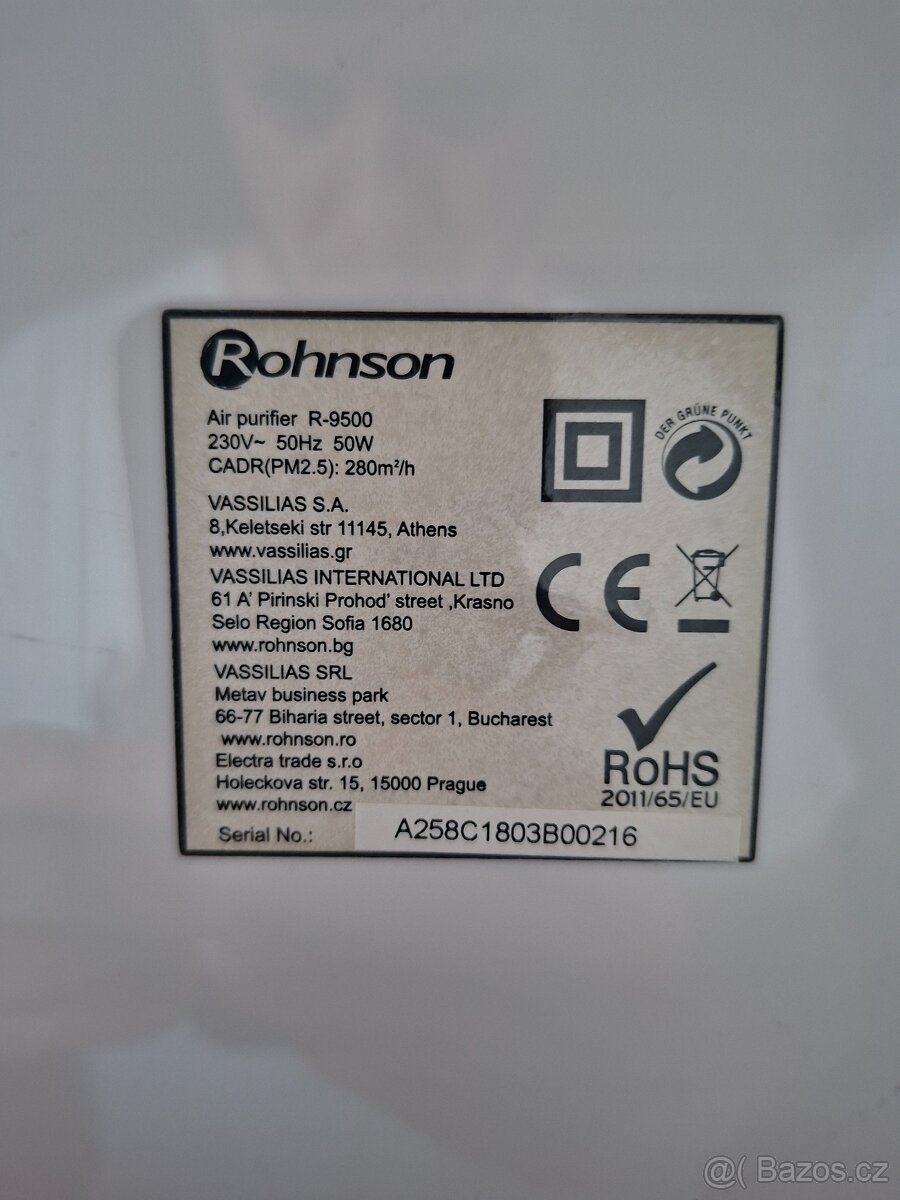 Rohnson
Air purifier R-9500
230V~ 50Hz 50W
CADR(PM2.5): 280m²/h
VASSILIAS S.A.
8,Keletseki str 11145, Athens
www.vassilias.gr
VASSILIAS INTERNATIONAL LTD
61 A' Pirinski Prohod' street ,Krasno
Selo Region Sofia 1680
www.rohnson.bg
VASSILIAS SRL
Metav business park
66-77 Biharia street, sector 1, Bucharest
www.rohnson.ro
Electra trade s.r.o
Holeckova str. 15, 15000 Prague
www.rohnson.cz
Serial No.: A258C1803B00216
DER GRÜNE PUNKT
CE
RoHS
2011/65/EU
@( Bazos.cz